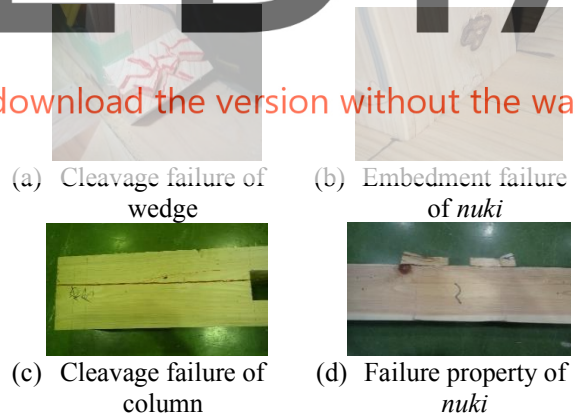 download the version without the wa
(a) Cleavage failure of
wedge
(b) Embedment failure
of nuki
(c) Cleavage failure of
column
(d) Failure property of
nuki